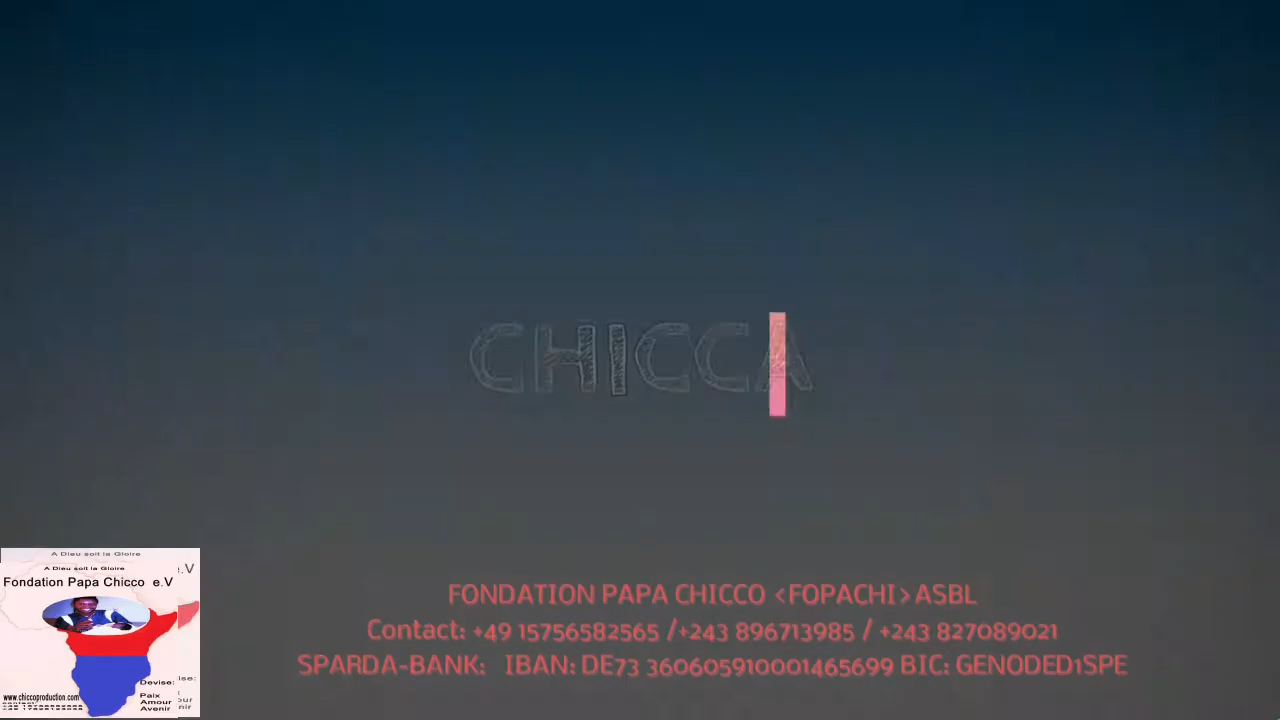 CHICCA
A Dieu soit la Gloire
A Dieu soit la Gloire
Fondation Papa Chicco e.V
e.V
www.chiccoproduction.com
Devise:
Paix
Amour
Avenir
FONDATION PAPA CHICCO <FOPACHI> ASBL
Contact: +49 15756582565 /+243 896713985 / +243 827089021
SPARDA-BANK: IBAN: DE73 360605910001465699 BIC: GENODED1SPE